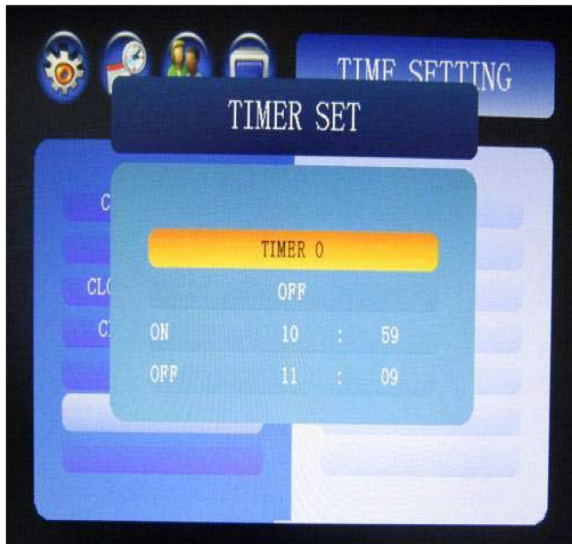 TIME SETTING
TIMER SET
TIMER 0
OFF
ON 10 : 59
OFF 11 : 09